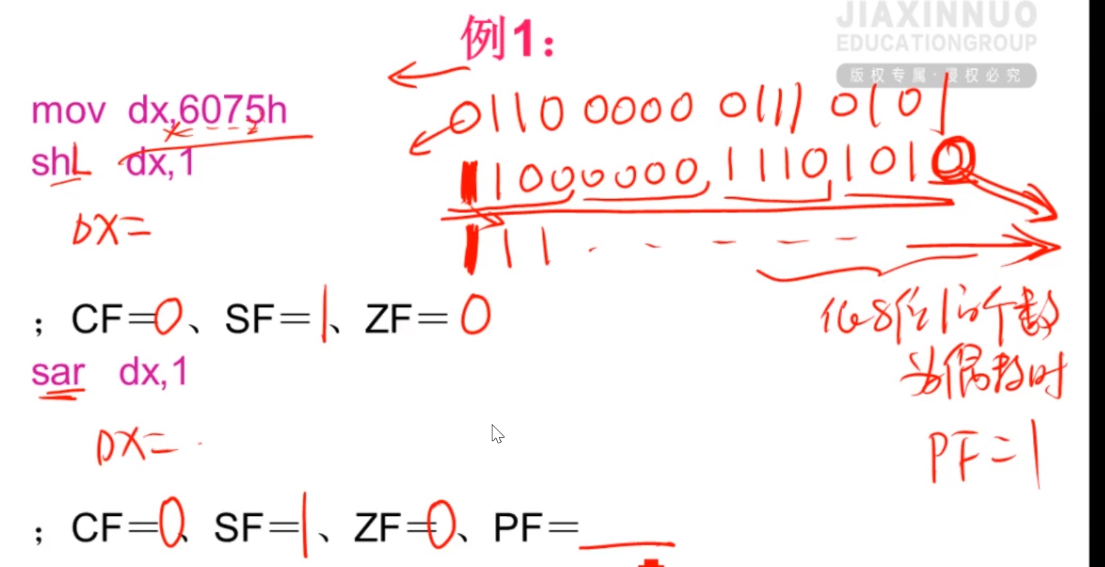 JIAXINNUO
EDUCATIONGROUP
版权专属·侵权必究
例1：
mov dx,6075h
0110 0000 0111 0101
shL dx,1
1100 0000 1110 1010
DX=
1 1
；CF=0、SF=1、ZF=0
低8位1的个数
为偶数时
PF=1
sar dx,1
DX=
；CF=0、SF=1、ZF=0、PF=